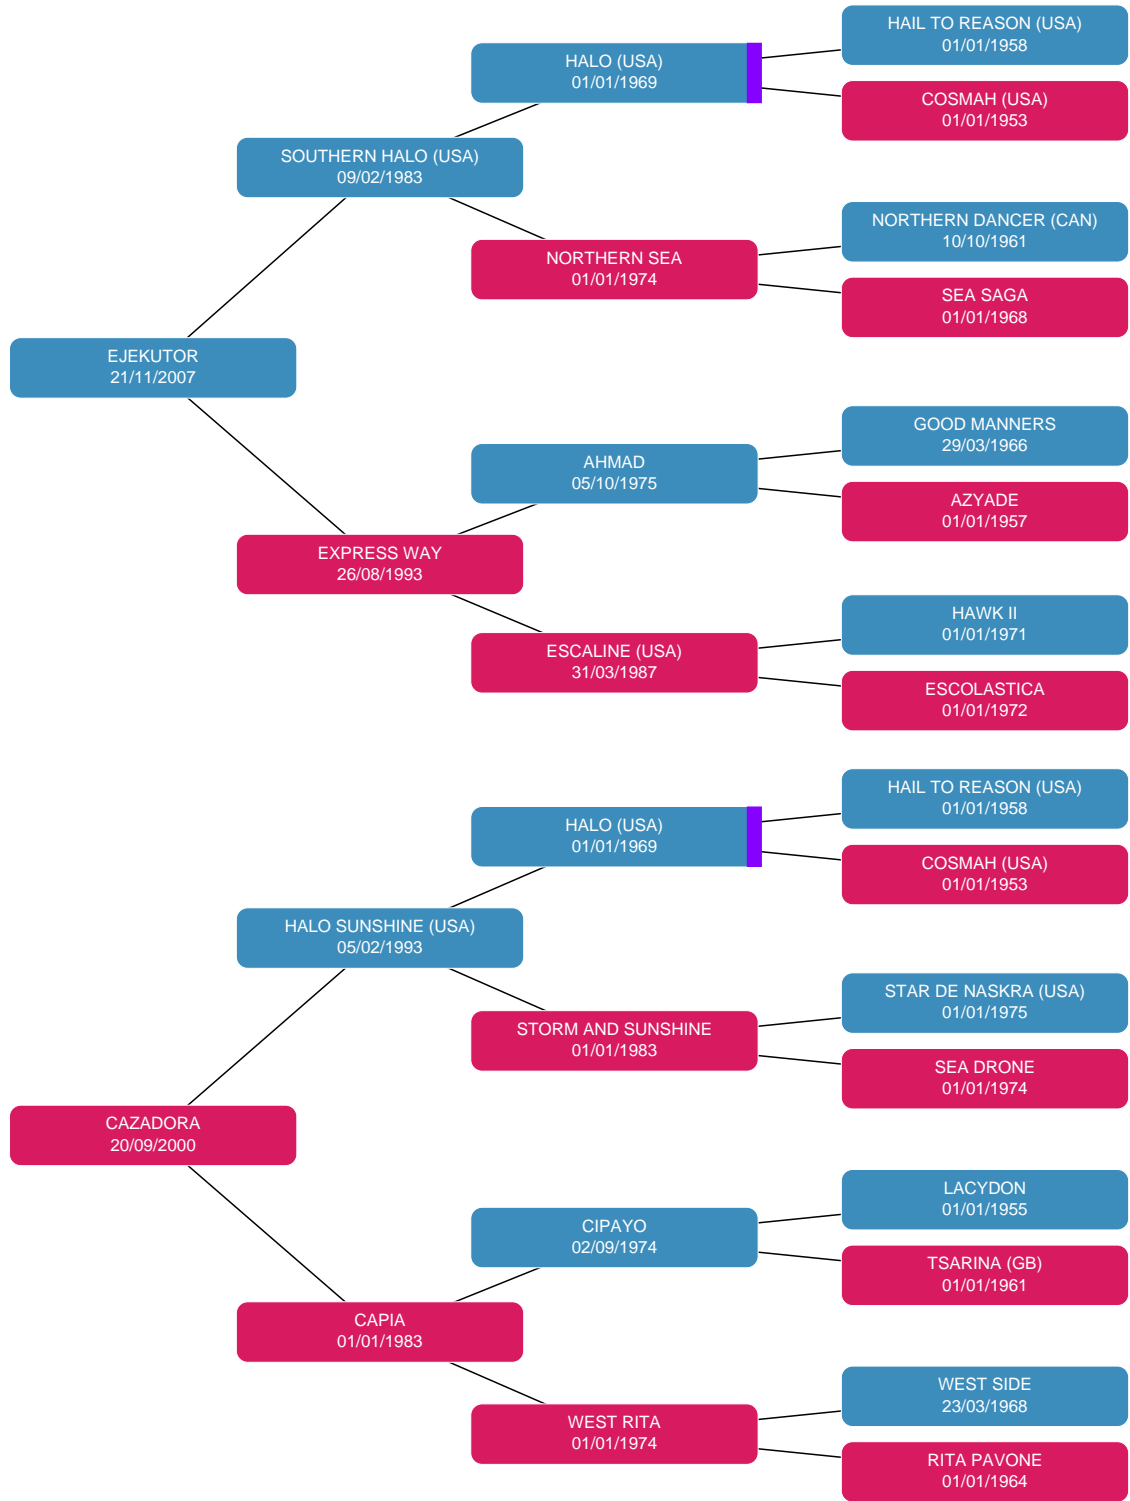 HAIL TO REASON (USA)
01/01/1958
HALO (USA)
01/01/1969
COSMAH (USA)
01/01/1953
SOUTHERN HALO (USA)
09/02/1983
NORTHERN DANCER (CAN)
10/10/1961
NORTHERN SEA
01/01/1974
SEA SAGA
01/01/1968
EJEKUTOR
21/11/2007
GOOD MANNERS
29/03/1966
AHMAD
05/10/1975
AZYADE
01/01/1957
EXPRESS WAY
26/08/1993
HAWK II
01/01/1971
ESCALINE (USA)
31/03/1987
ESCOLASTICA
01/01/1972
HAIL TO REASON (USA)
01/01/1958
HALO (USA)
01/01/1969
COSMAH (USA)
01/01/1953
HALO SUNSHINE (USA)
05/02/1993
STAR DE NASKRA (USA)
01/01/1975
STORM AND SUNSHINE
01/01/1983
SEA DRONE
01/01/1974
CAZADORA
20/09/2000
LACYDON
01/01/1955
CIPAYO
02/09/1974
TSARINA (GB)
01/01/1961
CAPIA
01/01/1983
WEST SIDE
23/03/1968
WEST RITA
01/01/1974
RITA PAVONE
01/01/1964